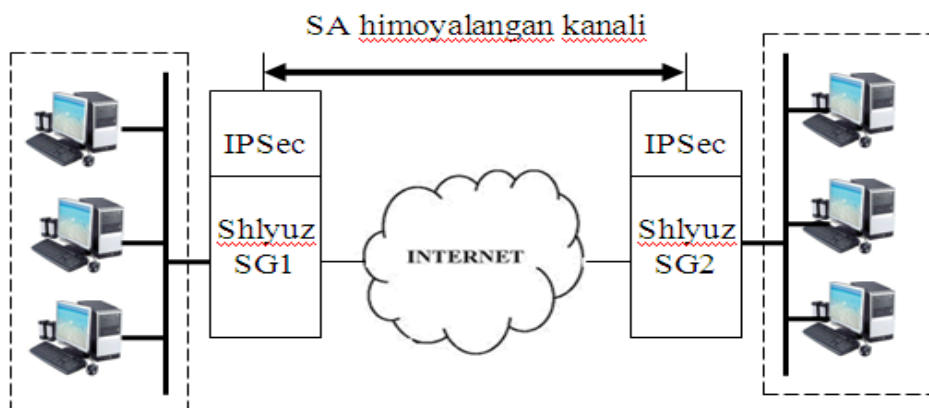 SA himoyalangan kanali
IPSec
Shlyuz
SG1
INTERNET
IPSec
Shlyuz
SG2